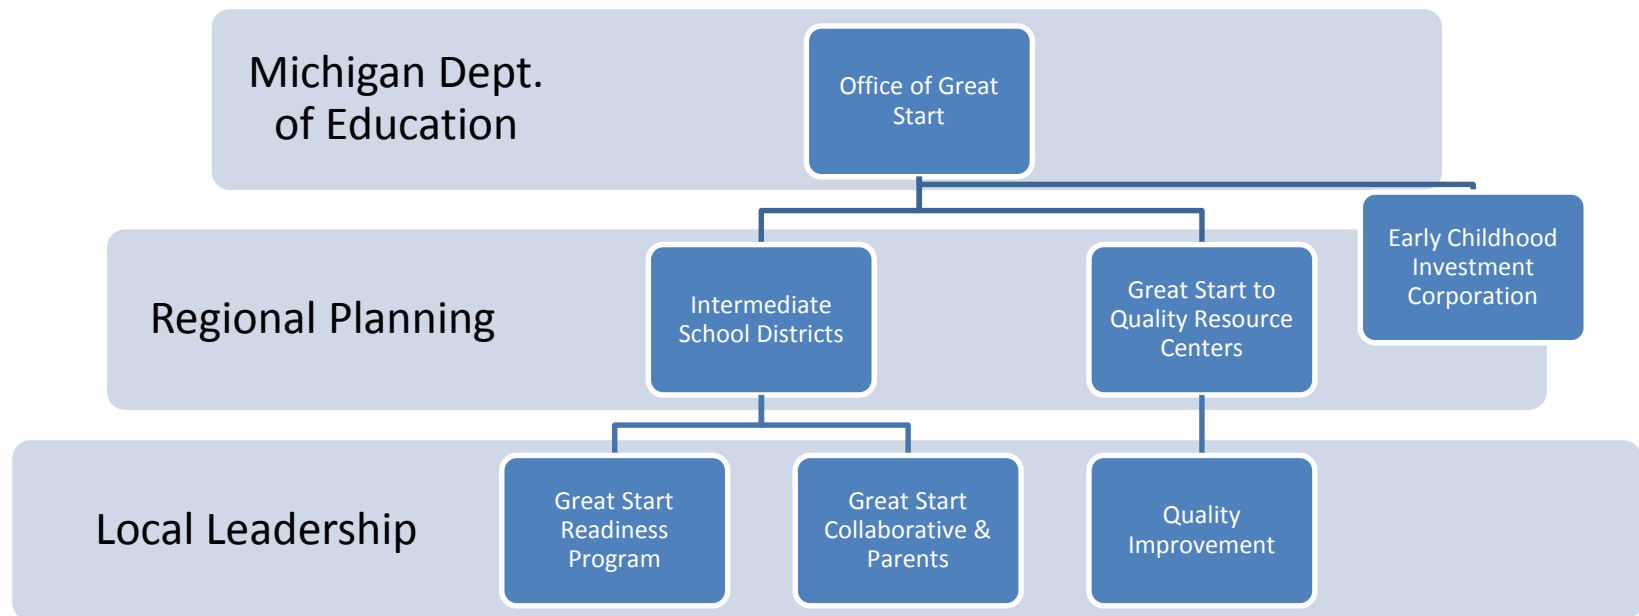 Michigan Dept.
of Education
Office of Great
Start
Regional Planning
Intermediate
School Districts
Great Start to
Quality Resource
Centers
Early Childhood
Investment
Corporation
Local Leadership
Great Start
Readiness
Program
Great Start
Collaborative &
Parents
Quality
Improvement